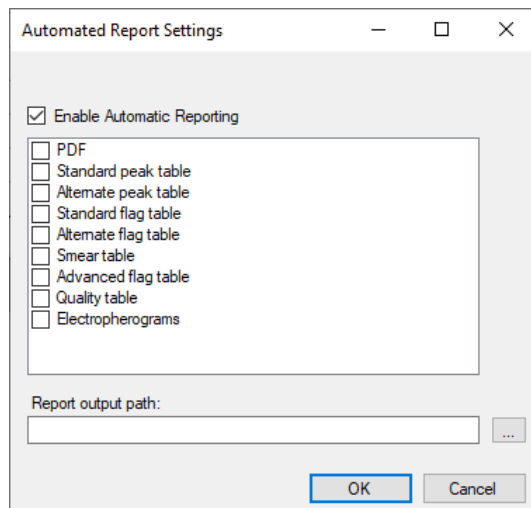 Automated Report Settings
Enable Automatic Reporting
PDF
Standard peak table
Alternate peak table
Standard flag table
Alternate flag table
Smear table
Advanced flag table
Quality table
Electropherograms
Report output path:
...
OK Cancel